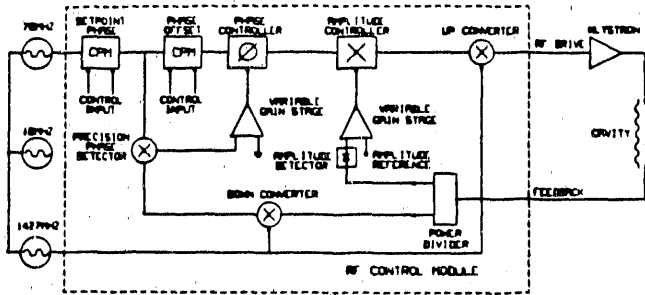 70MHZ
SETPOINT
PHASE
PHASE
OFFSET
PHASE
CONTROLLER
AMPLITUDE
CONTROLLER
UP CONVERTER
KLYSTRON
CPM
CPM
Ø
RF DRIVE
CONTROL
INPUT
CONTROL
INPUT
VARIABLE
GAIN STAGE
VARIABLE
GAIN STAGE
CAVITY
PRECISION
PHASE
DETECTOR
AMPLITUDE
DETECTOR
AMPLITUDE
REFERENCE
DOWN CONVERTER
FEEDBACK
1427MHZ
POWER
DIVIDER
RF CONTROL MODULE